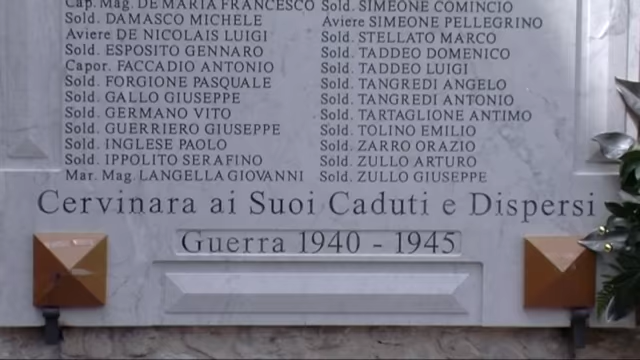 Cap. Mag. DE MARIA FRANCESCO
Sold. DAMASCO MICHELE
Aviere DE NICOLAIS LUIGI
Sold. ESPOSITO GENNARO
Capor. FACCADIO ANTONIO
Sold. FORGIONE PASQUALE
Sold. GALLO GIUSEPPE
Sold. GERMANO VITO
Sold. GUERRIERO GIUSEPPE
Sold. INGLESE PAOLO
Sold. IPPOLITO SERAFINO
Mar. Mag. LANGELLA GIOVANNI
Sold. SIMEONE COMINCIO
Aviere SIMEONE PELLEGRINO
Sold. STELLATO MARCO
Sold. TADDEO DOMENICO
Sold. TADDEO LUIGI
Sold. TANGREDI ANGELO
Sold. TANGREDI ANTONIO
Sold. TARTAGLIONE ANTIMO
Sold. TOLINO EMILIO
Sold. ZARRO ORAZIO
Sold. ZULLO ARTURO
Sold. ZULLO GIUSEPPE
Cervinara ai Suoi Caduti e Dispersi
Guerra 1940 - 1945